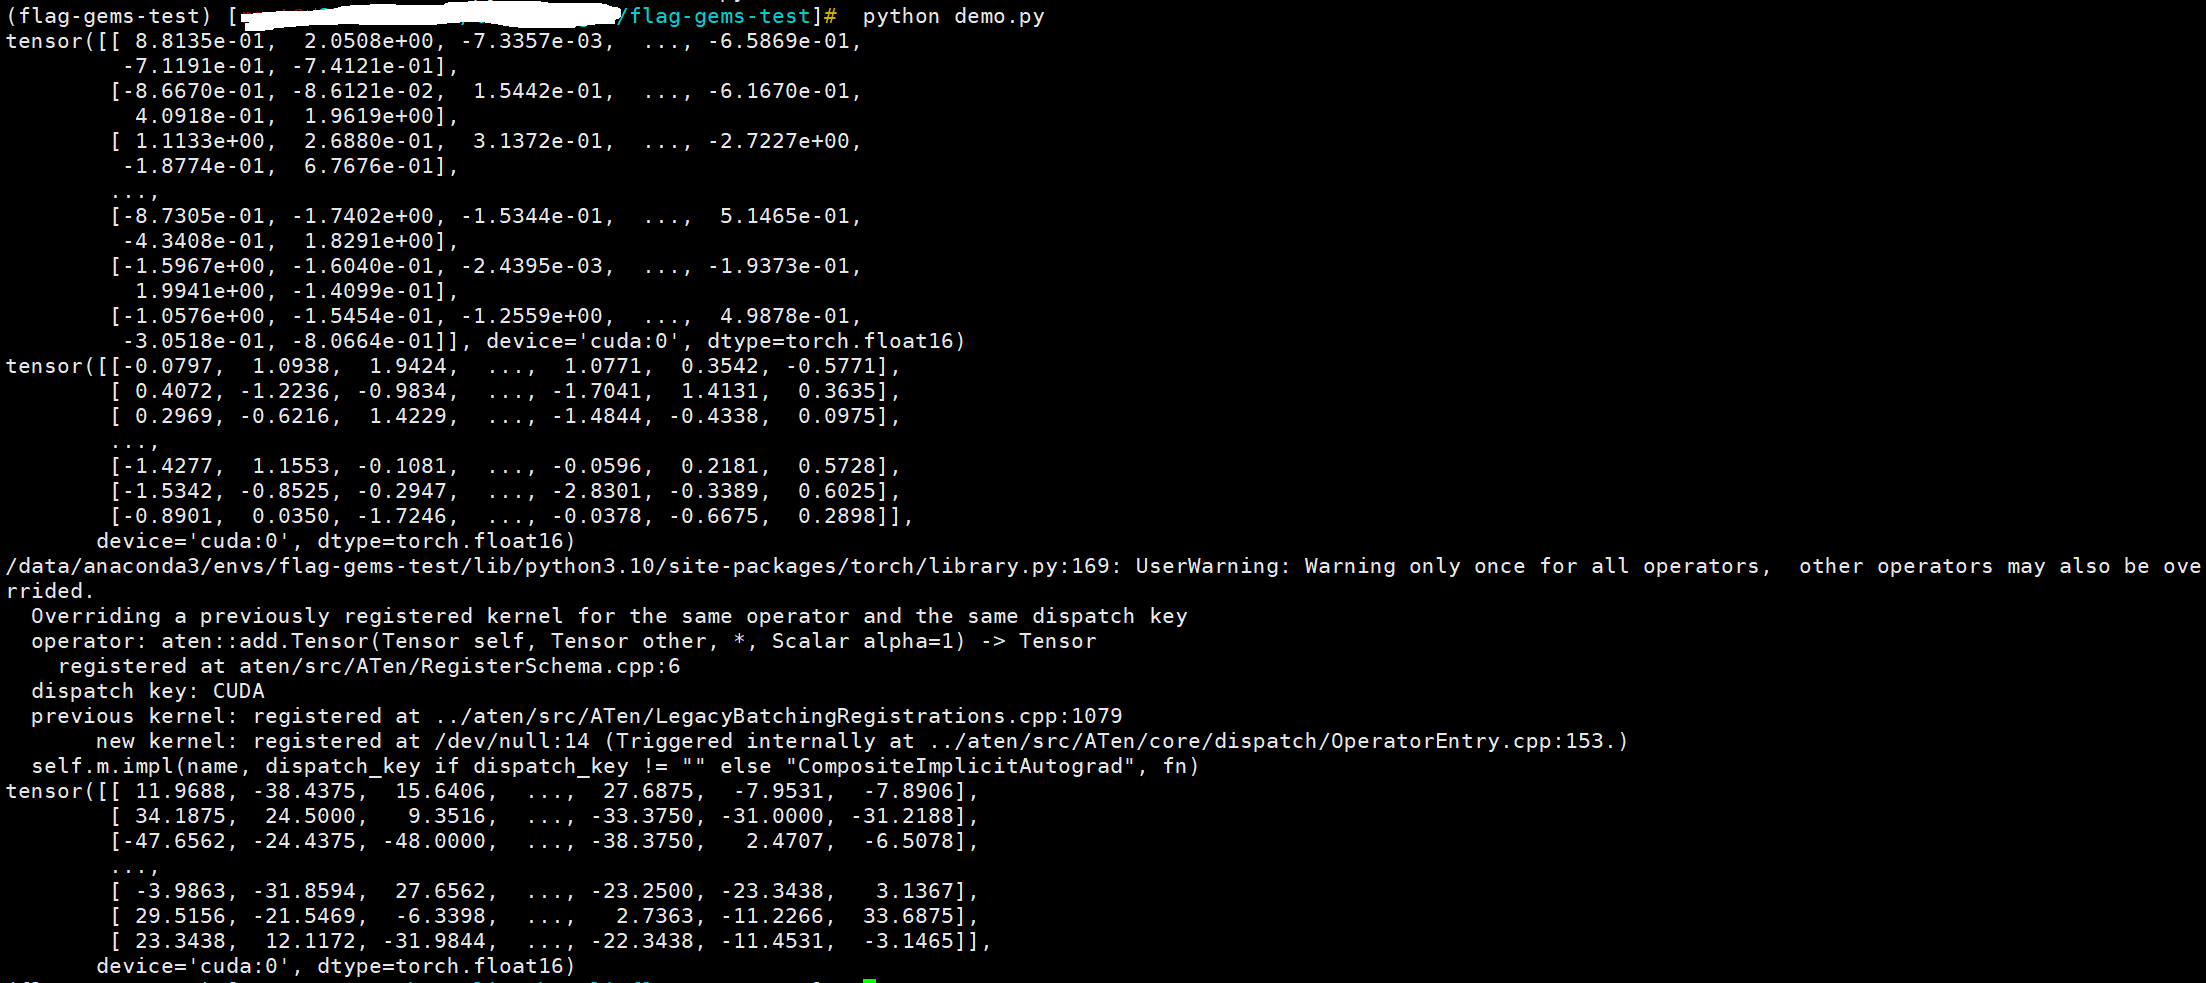 (flag-gems-test) [/flag-gems-test]#  python demo.py
tensor([[ 8.8135e-01,  2.0508e+00, -7.3357e-03,  ..., -6.5869e-01,
         -7.1191e-01, -7.4121e-01],
        [-8.6670e-01, -8.6121e-02,  1.5442e-01,  ..., -6.1670e-01,
          4.0918e-01,  1.9619e+00],
        [ 1.1133e+00,  2.6880e-01,  3.1372e-01,  ..., -2.7227e+00,
         -1.8774e-01,  6.7676e-01],
        ...,
        [-8.7305e-01, -1.7402e+00, -1.5344e-01,  ...,  5.1465e-01,
         -4.3408e-01,  1.8291e+00],
        [-1.5967e+00, -1.6040e-01, -2.4395e-03,  ..., -1.9373e-01,
          1.9941e+00, -1.4099e-01],
        [-1.0576e+00, -1.5454e-01, -1.2559e+00,  ...,  4.9878e-01,
         -3.0518e-01, -8.0664e-01]], device='cuda:0', dtype=torch.float16)
tensor([[-0.0797,  1.0938,  1.9424,  ...,  1.0771,  0.3542, -0.5771],
        [ 0.4072, -1.2236, -0.9834,  ..., -1.7041,  1.4131,  0.3635],
        [ 0.2969, -0.6216,  1.4229,  ..., -1.4844, -0.4338,  0.0975],
        ...,
        [-1.4277,  1.1553, -0.1081,  ..., -0.0596,  0.2181,  0.5728],
        [-1.5342, -0.8525, -0.2947,  ..., -2.8301, -0.3389,  0.6025],
        [-0.8901,  0.0350, -1.7246,  ..., -0.0378, -0.6675,  0.2898]],
       device='cuda:0', dtype=torch.float16)
/data/anaconda3/envs/flag-gems-test/lib/python3.10/site-packages/torch/library.py:169: UserWarning: Warning only once for all operators,  other operators may also be ove
rrided.
  Overriding a previously registered kernel for the same operator and the same dispatch key
  operator: aten::add.Tensor(Tensor self, Tensor other, *, Scalar alpha=1) -> Tensor
    registered at aten/src/ATen/RegisterSchema.cpp:6
  dispatch key: CUDA
  previous kernel: registered at ../aten/src/ATen/LegacyBatchingRegistrations.cpp:1079
       new kernel: registered at /dev/null:14 (Triggered internally at ../aten/src/ATen/core/dispatch/OperatorEntry.cpp:153.)
  self.m.impl(name, dispatch_key if dispatch_key != "" else "CompositeImplicitAutograd", fn)
tensor([[ 11.9688, -38.4375,  15.6406,  ...,  27.6875,  -7.9531,  -7.8906],
        [ 34.1875,  24.5000,   9.3516,  ..., -33.3750, -31.0000, -31.2188],
        [-47.6562, -24.4375, -48.0000,  ..., -38.3750,   2.4707,  -6.5078],
        ...,
        [ -3.9863, -31.8594,  27.6562,  ..., -23.2500, -23.3438,   3.1367],
        [ 29.5156, -21.5469,  -6.3398,  ...,   2.7363, -11.2266,  33.6875],
        [ 23.3438,  12.1172, -31.9844,  ..., -22.3438, -11.4531,  -3.1465]],
       device='cuda:0', dtype=torch.float16)